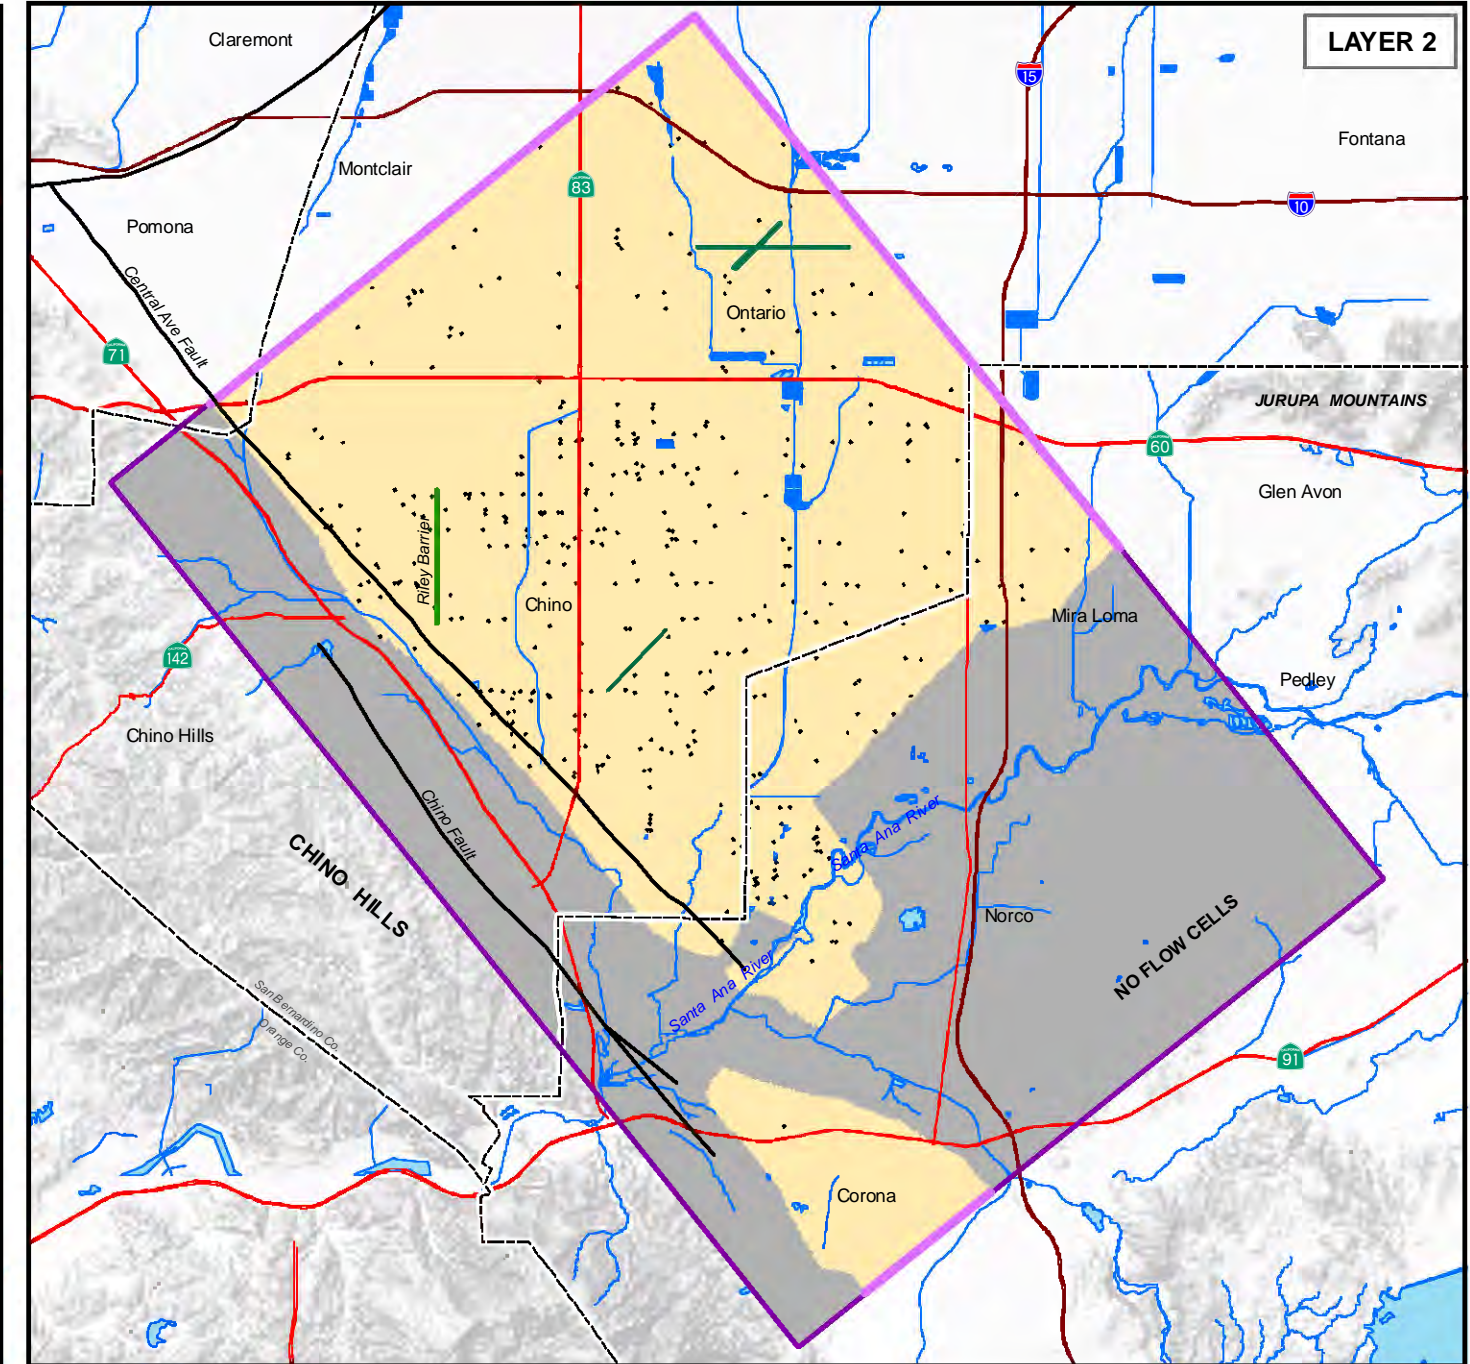 LAYER 2
Claremont
15
Fontana
Montclair
83
10
Pomona
Central Ave Fault
Ontario
71
JURUPA MOUNTAINS
60
Glen Avon
Riley Barrier
Chino
Mira Loma
142
Pedley
Chino Hills
Chino Fault
Santa Ana River
CHINO HILLS
Norco
NO FLOW CELLS
Santa Ana River
San Bernardino Co.
Orange Co.
91
Corona